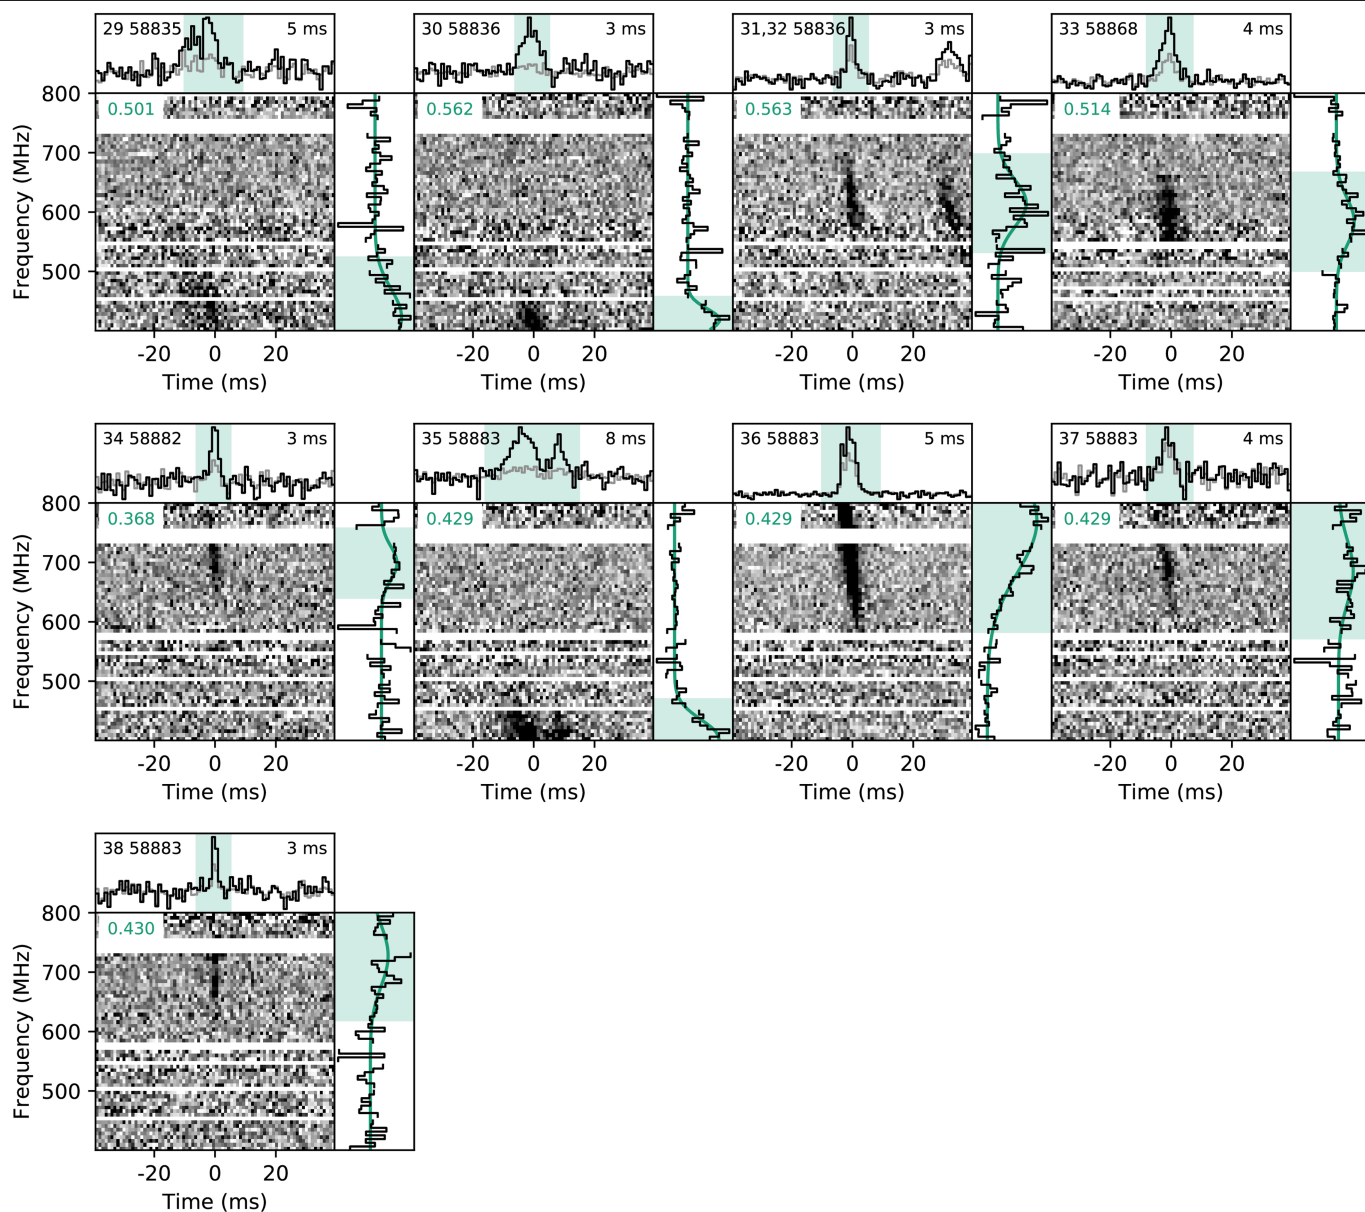 29 58835 5 ms
30 58836 3 ms
31,32 58836 3 ms
33 58868 4 ms
0.501
0.562
0.563
0.514
800
700
600
500
Frequency (MHz)
-20 0 20
-20 0 20
-20 0 20
-20 0 20
Time (ms)
Time (ms)
Time (ms)
Time (ms)
34 58882 3 ms
35 58883 8 ms
36 58883 5 ms
37 58883 4 ms
0.368
0.429
0.429
0.429
800
700
600
500
Frequency (MHz)
-20 0 20
-20 0 20
-20 0 20
-20 0 20
Time (ms)
Time (ms)
Time (ms)
Time (ms)
38 58883 3 ms
0.430
800
700
600
500
Frequency (MHz)
-20 0 20
Time (ms)